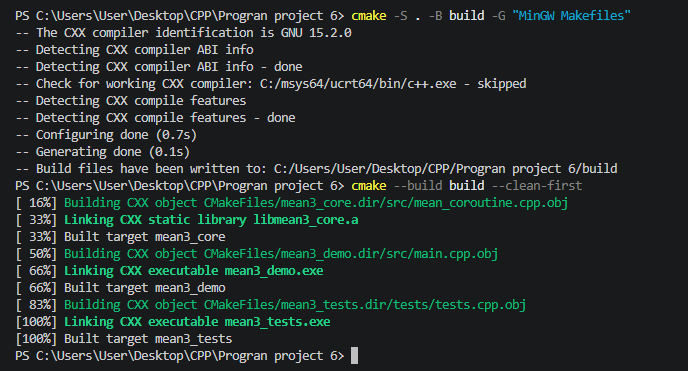 PS C:\Users\User\Desktop\CPP\Progran project 6> cmake -S . -B build -G "MinGW Makefiles"
-- The CXX compiler identification is GNU 15.2.0
-- Detecting CXX compiler ABI info
-- Detecting CXX compiler ABI info - done
-- Check for working CXX compiler: C:/msys64/ucrt64/bin/c++.exe - skipped
-- Detecting CXX compile features
-- Detecting CXX compile features - done
-- Configuring done (0.7s)
-- Generating done (0.1s)
-- Build files have been written to: C:/Users/User/Desktop/CPP/Progran project 6/build
PS C:\Users\User\Desktop\CPP\Progran project 6> cmake --build build --clean-first
[ 16%] Building CXX object CMakeFiles/mean3_core.dir/src/mean_coroutine.cpp.obj
[ 33%] Linking CXX static library libmean3_core.a
[ 33%] Built target mean3_core
[ 50%] Building CXX object CMakeFiles/mean3_demo.dir/src/main.cpp.obj
[ 66%] Linking CXX executable mean3_demo.exe
[ 66%] Built target mean3_demo
[ 83%] Building CXX object CMakeFiles/mean3_tests.dir/tests/tests.cpp.obj
[100%] Linking CXX executable mean3_tests.exe
[100%] Built target mean3_tests
PS C:\Users\User\Desktop\CPP\Progran project 6>